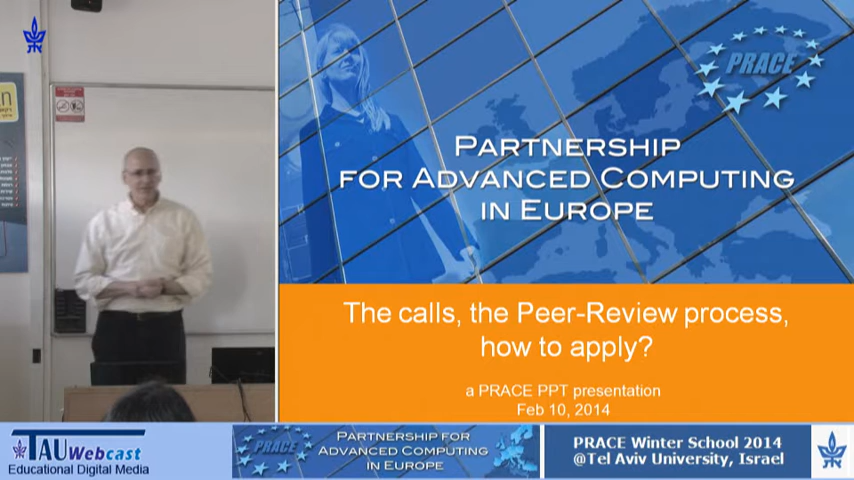 PRACE
PARTNERSHIP
FOR ADVANCED COMPUTING
IN EUROPE
The calls, the Peer-Review process,
how to apply?
a PRACE PPT presentation
Feb 10, 2014
TAU Webcast
Educational Digital Media
PRACE
PARTNERSHIP FOR
ADVANCED COMPUTING
IN EUROPE
PRACE Winter School 2014
@Tel Aviv University, Israel